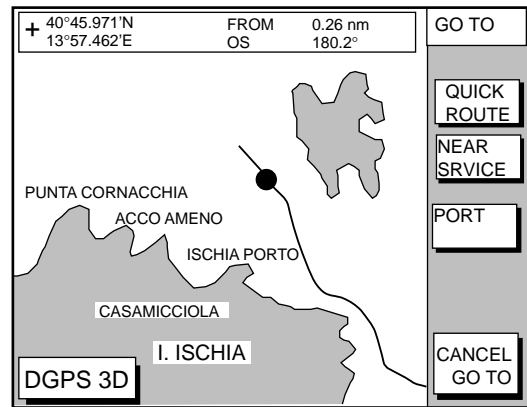 + 40°45.971’N
13°57.462’E
FROM 0.26 nm
OS 180.2°
GO TO
QUICK
ROUTE
NEAR
SRVICE
PORT
CANCEL
GO TO
PUNTA CORNACCHIA
ACCO AMENO
ISCHIA PORTO
CASAMICCIOLA
I. ISCHIA
DGPS 3D